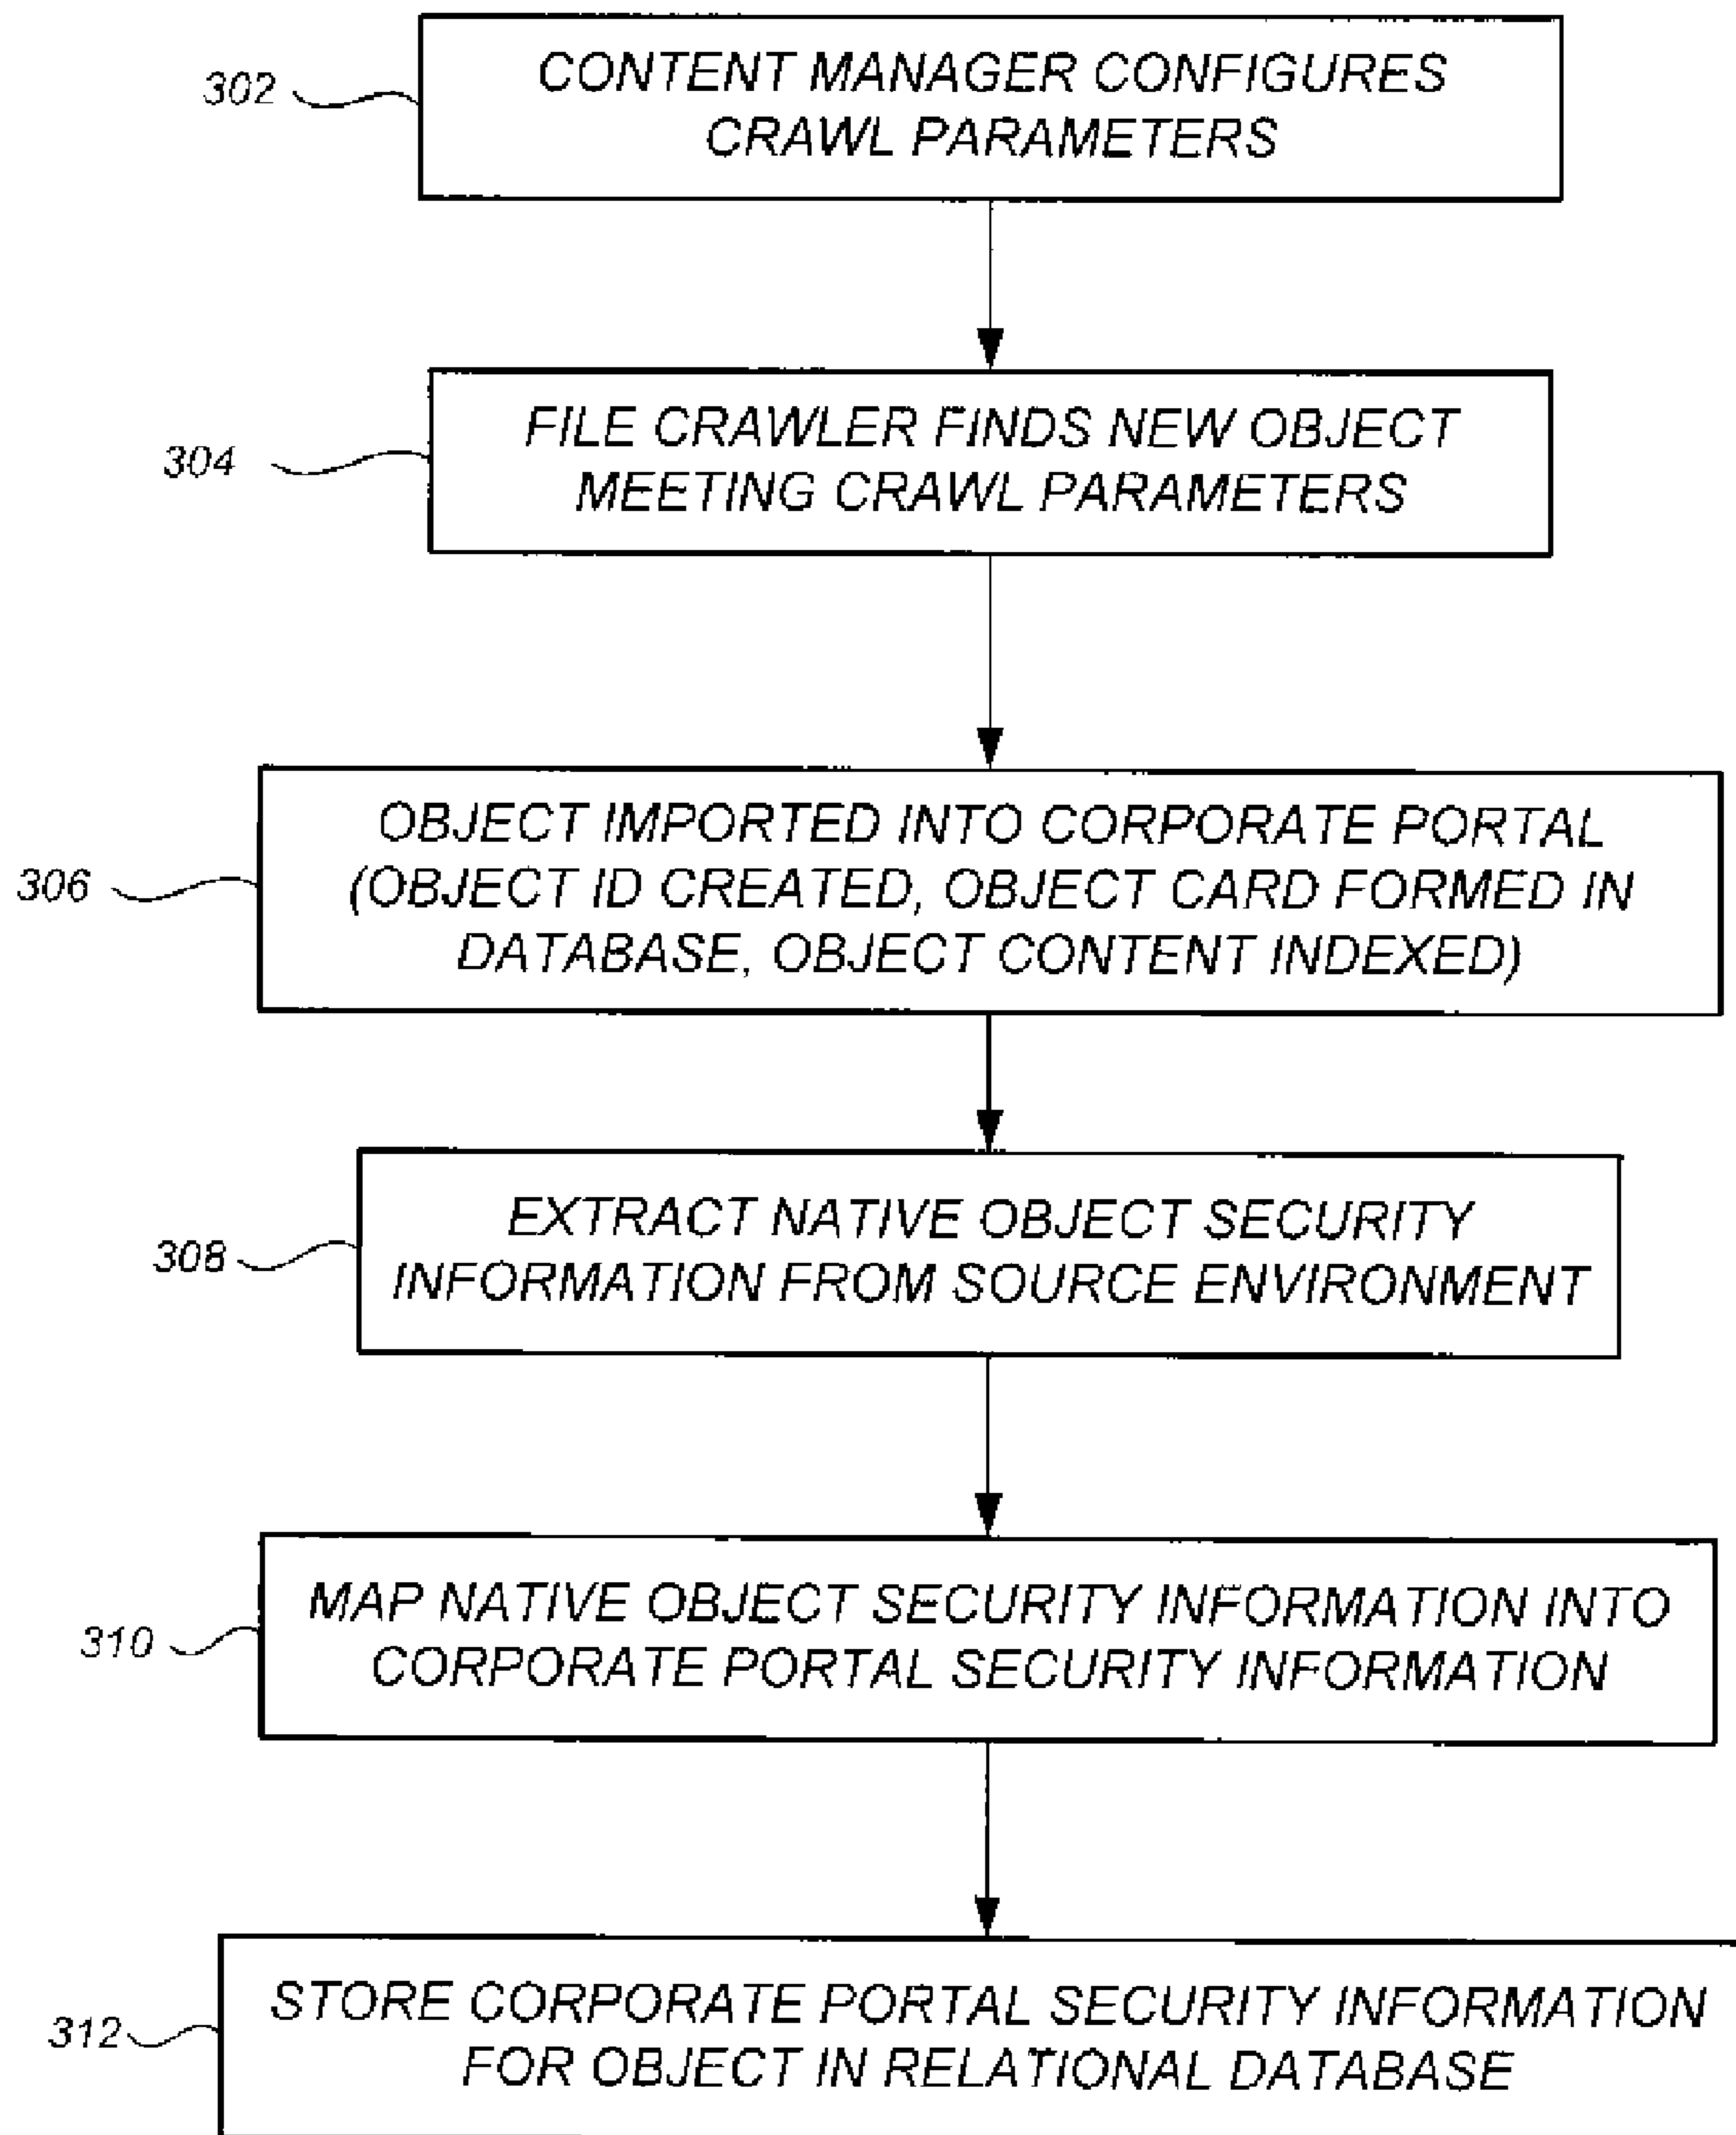 302
CONTENT MANAGER CONFIGURES
CRAWL PARAMETERS
304
FILE CRAWLER FINDS NEW OBJECT
MEETING CRAWL PARAMETERS
306
OBJECT IMPORTED INTO CORPORATE PORTAL
(OBJECT ID CREATED, OBJECT CARD FORMED IN
DATABASE, OBJECT CONTENT INDEXED)
308
EXTRACT NATIVE OBJECT SECURITY
INFORMATION FROM SOURCE ENVIRONMENT
310
MAP NATIVE OBJECT SECURITY INFORMATION INTO
CORPORATE PORTAL SECURITY INFORMATION
312
STORE CORPORATE PORTAL SECURITY INFORMATION
FOR OBJECT IN RELATIONAL DATABASE